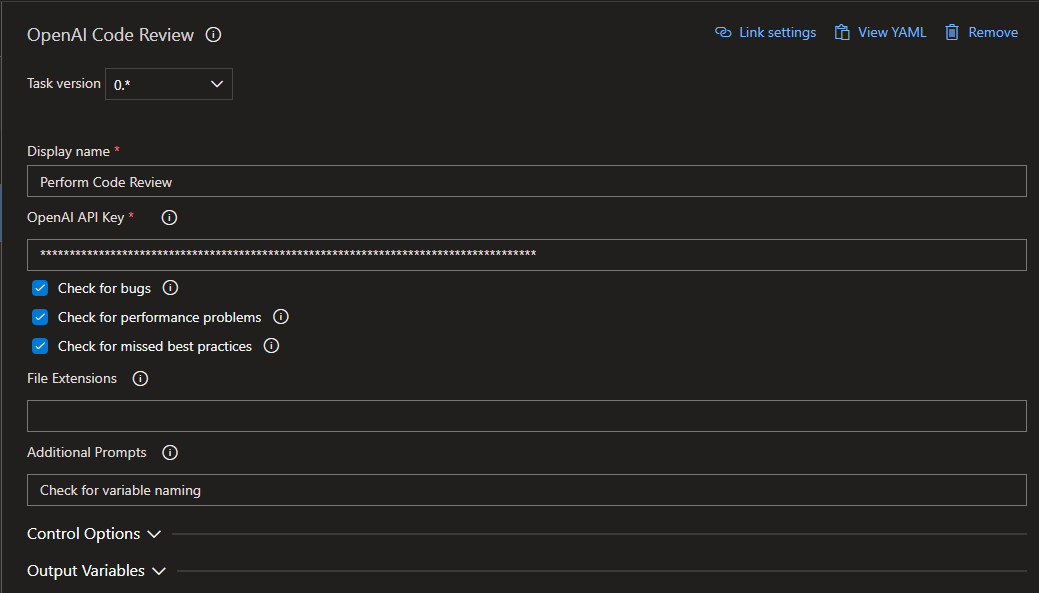 OpenAI Code Review
Link settings View YAML Remove
Task version 0.*
Display name *
Perform Code Review
OpenAI API Key *
*************************************************************************************
Check for bugs
Check for performance problems
Check for missed best practices
File Extensions
Additional Prompts
Check for variable naming
Control Options
Output Variables